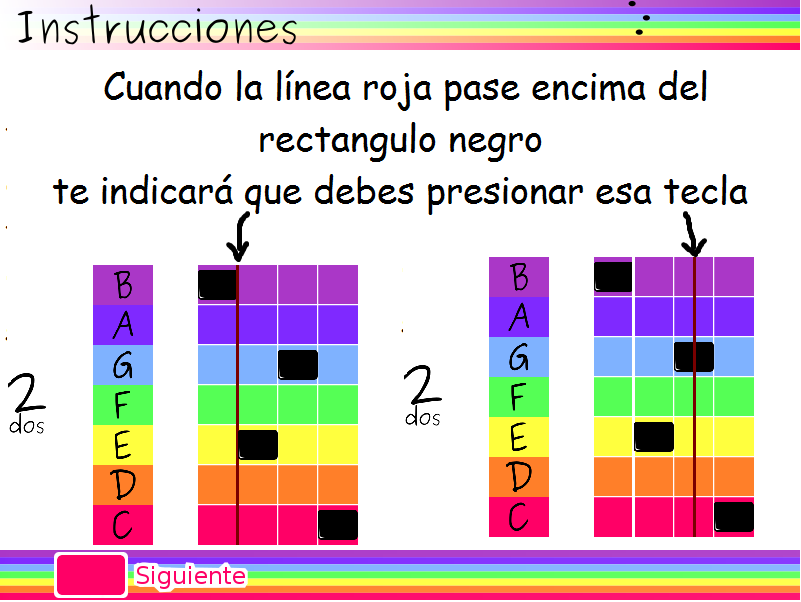 Instrucciones
Cuando la línea roja pase encima del
rectangulo negro
te indicará que debes presionar esa tecla
B
A
G
F
E
D
C
2
dos
B
A
G
F
E
D
C
2
dos
Siguiente